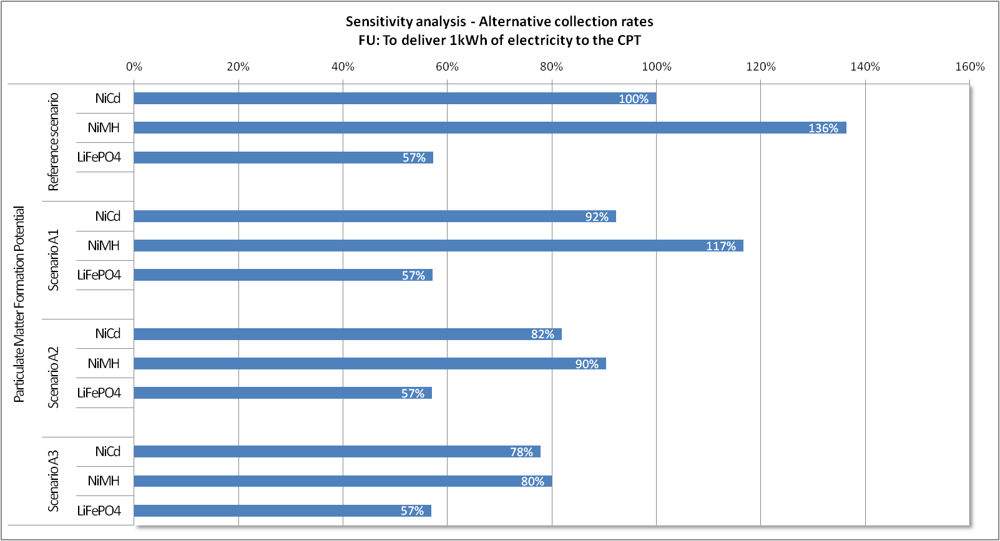 Sensitivity analysis - Alternative collection rates
FU: To deliver 1kWh of electricity to the CPT
0% 20% 40% 60% 80% 100% 120% 140% 160%
Particulate Matter Formation Potential
Reference scenario
NiCd 100%
NiMH 136%
LiFePO4 57%
Scenario A1
NiCd 92%
NiMH 117%
LiFePO4 57%
Scenario A2
NiCd 82%
NiMH 90%
LiFePO4 57%
Scenario A3
NiCd 78%
NiMH 80%
LiFePO4 57%